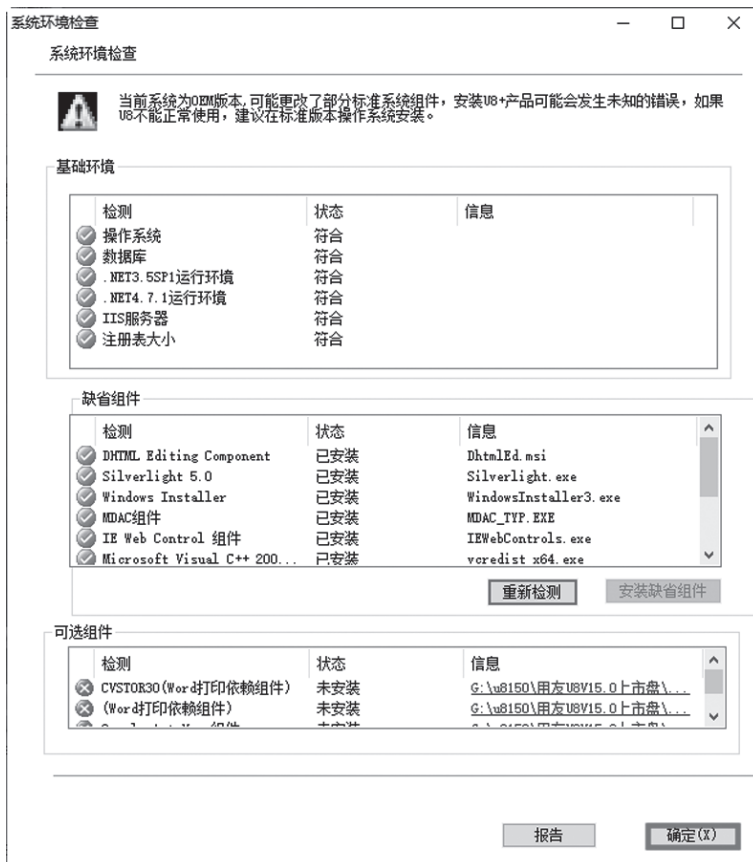 系统环境检查
系统环境检查
当前系统为OEM版本,可能更改了部分标准系统组件，安装U8+产品可能会发生未知的错误，如果
U8不能正常使用，建议在标准版本操作系统安装。
基础环境
检测 状态 信息
操作系统 符合
数据库 符合
.NET3.5SP1运行环境 符合
.NET4.7.1运行环境 符合
IIS服务器 符合
注册表大小 符合
缺省组件
检测 状态 信息
DHTML Editing Component 已安装 DhtmlEd.msi
Silverlight 5.0 已安装 Silverlight.exe
Windows Installer 已安装 WindowsInstaller3.exe
MDAC组件 已安装 MDAC_TYP.EXE
IE Web Control 组件 已安装 IEWebControls.exe
Microsoft Visual C++ 200... 已安装 vcredist_x64.exe
重新检测 安装缺省组件
可选组件
检测 状态 信息
CVSTOR30(Word打印依赖组件) 未安装 G:\u8150\用友U8V15.0上市盘\...
(Word打印依赖组件) 未安装 G:\u8150\用友U8V15.0上市盘\...
报告 确定(X)